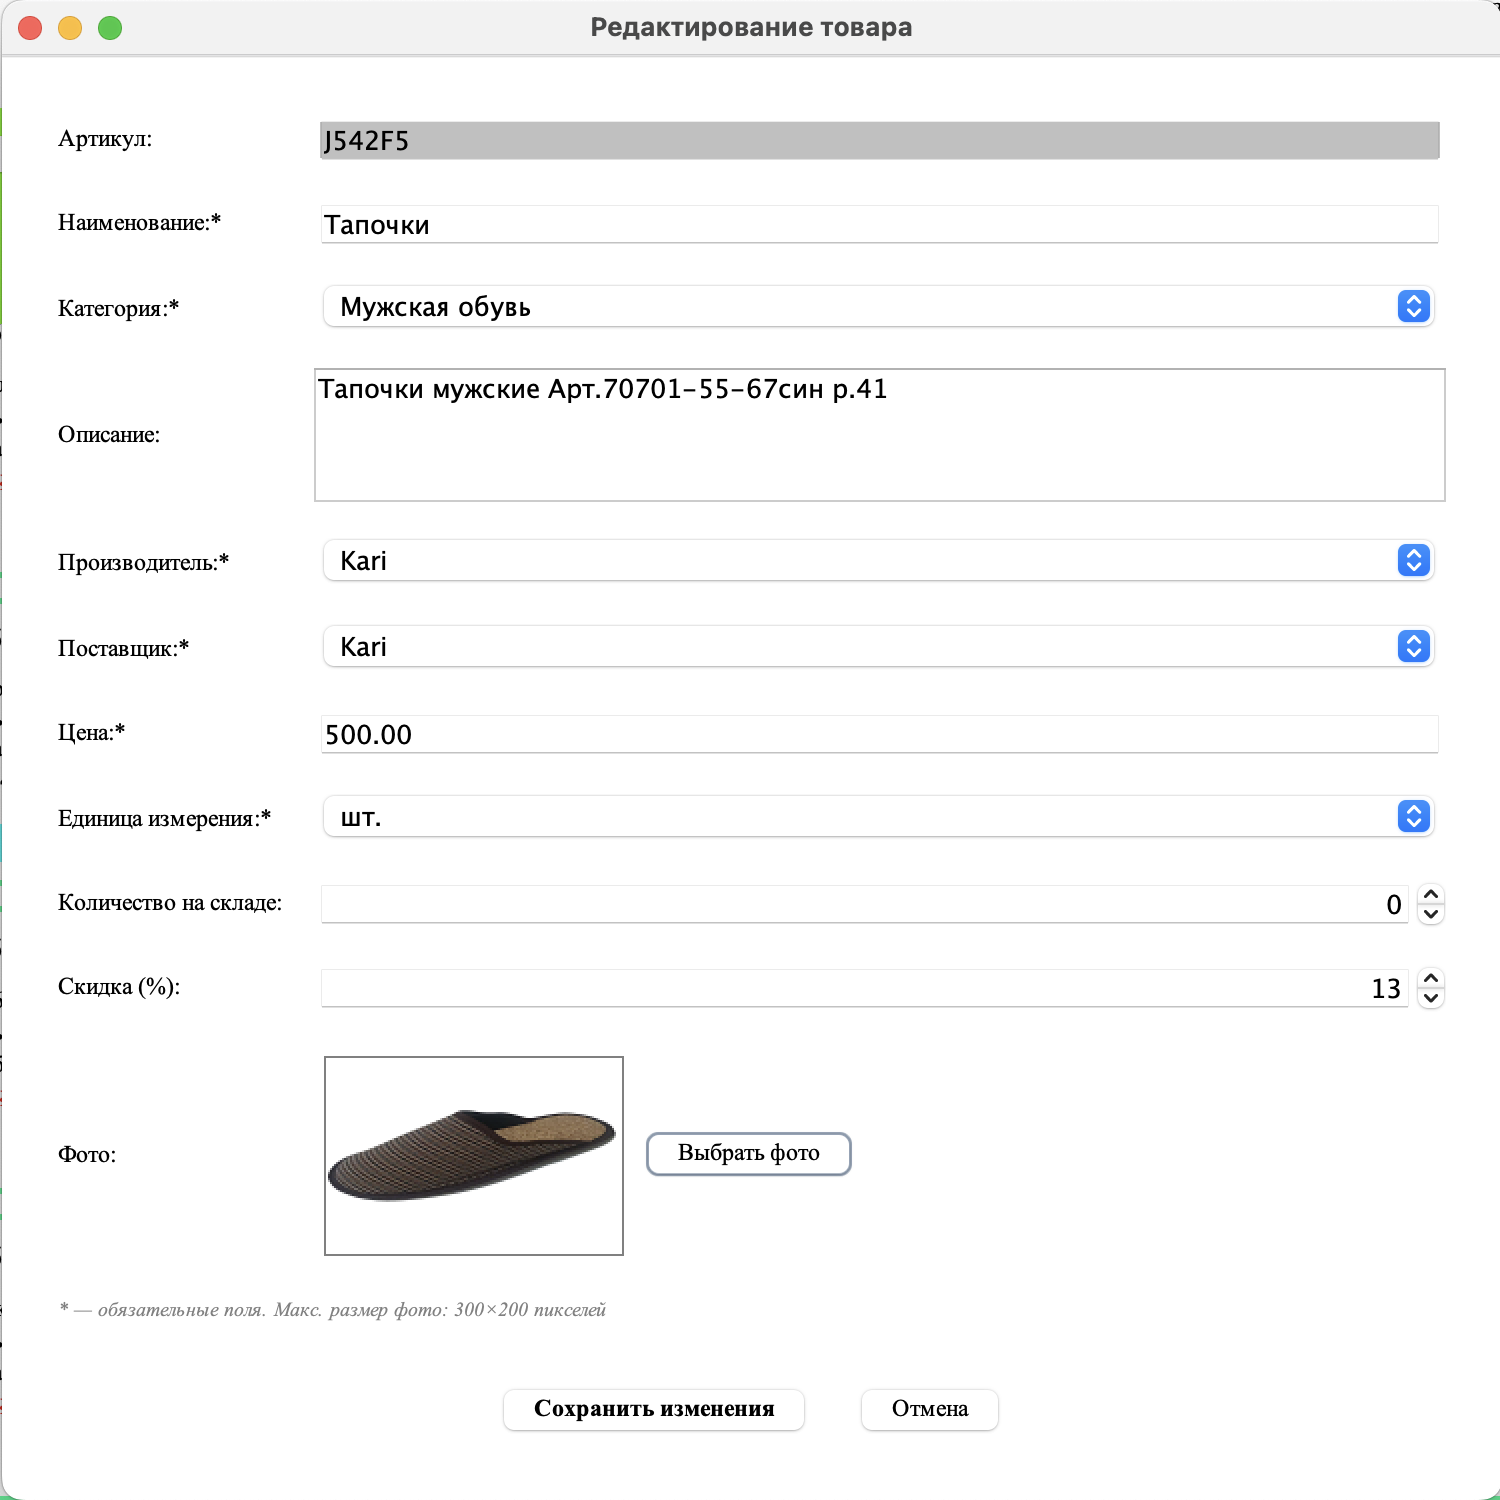 Редактирование товара
Артикул: J542F5
Наименование:* Тапочки
Категория:* Мужская обувь
Описание: Тапочки мужские Арт.70701-55-67син р.41
Производитель:* Kari
Поставщик:* Kari
Цена:* 500.00
Единица измерения:* шт.
Количество на складе: 0
Скидка (%): 13
Фото: Выбрать фото
* — обязательные поля. Макс. размер фото: 300×200 пикселей
Сохранить изменения Отмена